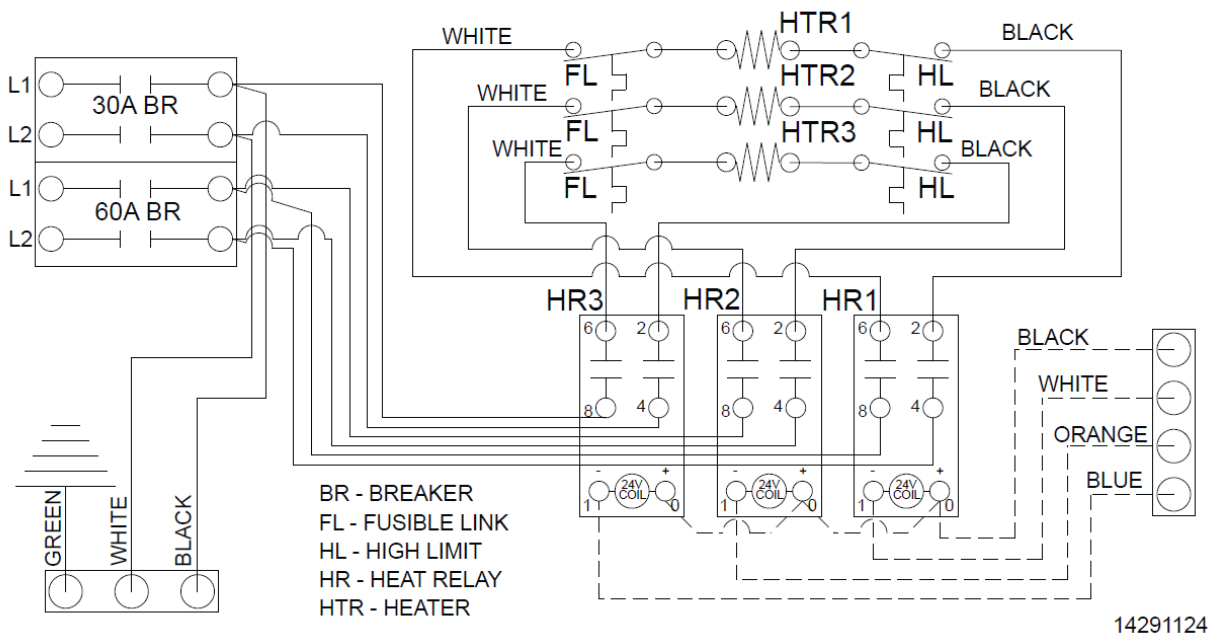 WHITE
HTR1
BLACK
FL
HL
L1
30A BR
WHITE
HTR2
BLACK
FL
HL
L2
WHITE
HTR3
BLACK
FL
HL
L1
60A BR
L2
HR3
HR2
HR1
6
2
6
2
6
2
BLACK
WHITE
8
4
8
4
8
4
ORANGE
BLUE
-
+
-
+
-
+
24V
COIL
24V
COIL
24V
COIL
1
0
1
0
1
0
BR - BREAKER
FL - FUSIBLE LINK
HL - HIGH LIMIT
HR - HEAT RELAY
HTR - HEATER
GREEN
WHITE
BLACK
14291124